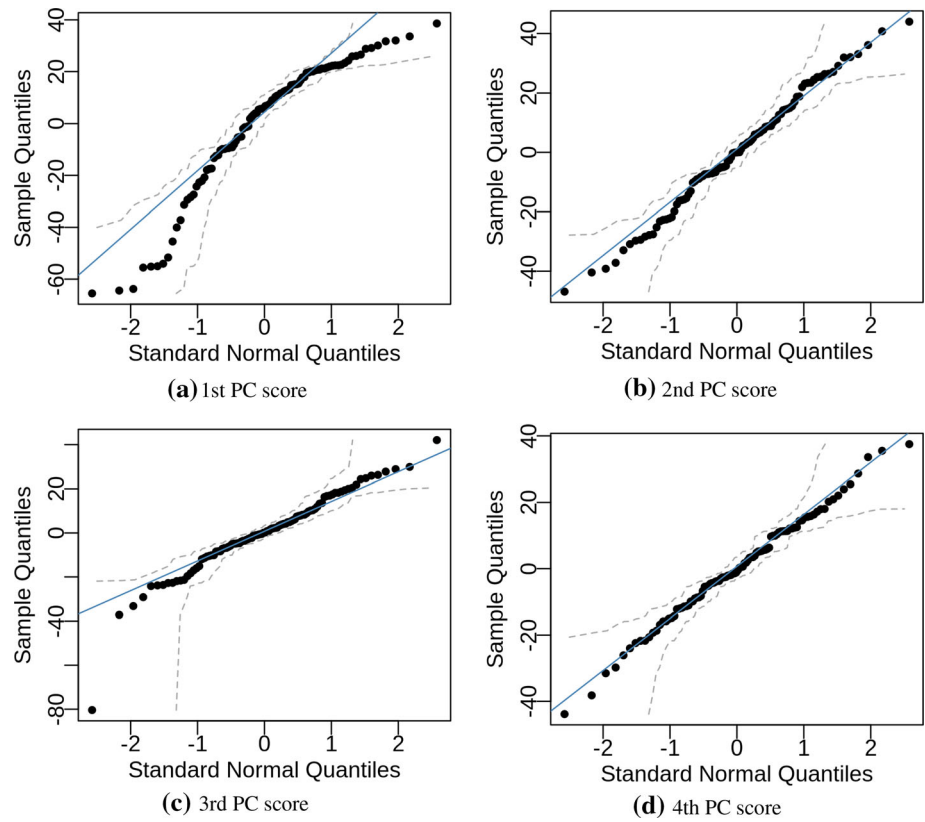 Sample Quantiles
40
20
0
-20
-40
-60
-2 -1 0 1 2
Standard Normal Quantiles
(a) 1st PC score
Sample Quantiles
40
20
0
-20
-40
-2 -1 0 1 2
Standard Normal Quantiles
(b) 2nd PC score
Sample Quantiles
20
0
-40
-80
-2 -1 0 1 2
Standard Normal Quantiles
(c) 3rd PC score
Sample Quantiles
40
20
0
-20
-40
-2 -1 0 1 2
Standard Normal Quantiles
(d) 4th PC score